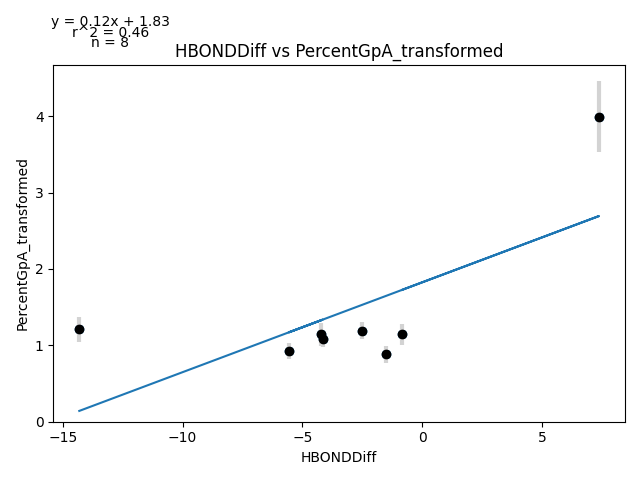 y = 0.12x + 1.83
r^2 = 0.46
n = 8
HBONDDiff vs PercentGpA_transformed
PercentGpA_transformed
4
3
2
1
0
−15
−10
−5
0
5
HBONDDiff